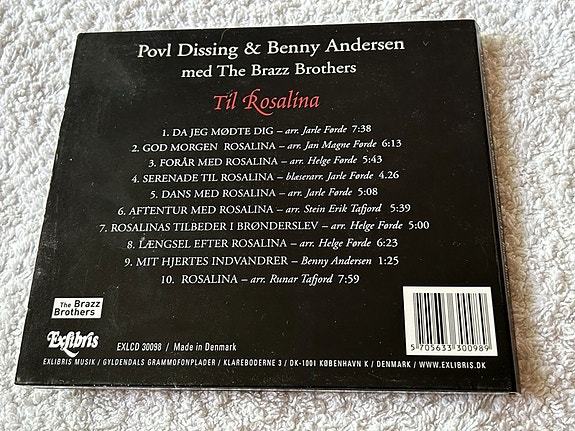 Povl Dissing & Benny Andersen
med The Brazz Brothers
Til Rosalina
1. DA JEG MØDTE DIG – arr. Jarle Førde 7:38
2. GOD MORGEN ROSALINA – arr. Jan Magne Førde 6:13
3. FORÅR MED ROSALINA – arr. Helge Førde 5:43
4. SERENADE TIL ROSALINA – blæserarr. Jarle Førde 4.26
5. DANS MED ROSALINA – arr. Jarle Førde 5:08
6. AFTENTUR MED ROSALINA – arr. Stein Erik Tafjord 5:39
7. ROSALINAS TILBEDER I BRØNDERSLEV – arr. Helge Førde 5:00
8. LÆNGSEL EFTER ROSALINA – arr. Helge Førde 6:23
9. MIT HJERTES INDVANDRER – Benny Andersen 1:25
10. ROSALINA – arr. Runar Tafjord 7:59
The Brazz
Brothers
Exlibris
EXLCD 30098 / Made in Denmark
5 705633 300989
EXLIBRIS MUSIK / GYLDENDALS GRAMMOFONPLADER / KLAREBODERNE 3 / DK-1001 KØBENHAVN K / DENMARK / WWW.EXLIBRIS.DK